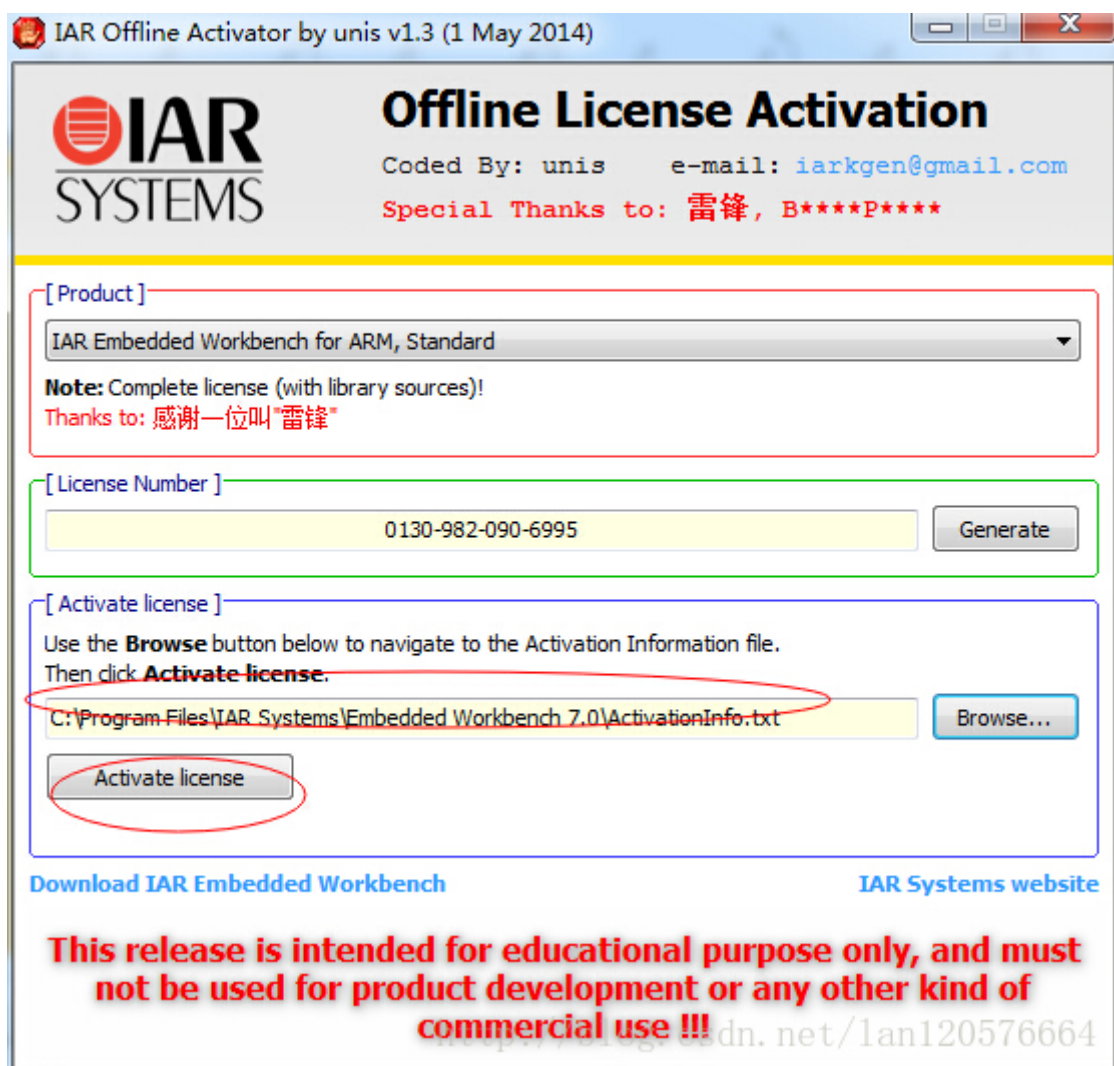 IAR Offline Activator by unis v1.3 (1 May 2014)
IAR
SYSTEMS
Offline License Activation
Coded By: unis e-mail: iarkgen@gmail.com
Special Thanks to: 雷锋, B****P****
[ Product ]
IAR Embedded Workbench for ARM, Standard
Note: Complete license (with library sources)!
Thanks to: 感谢一位叫"雷锋"
[ License Number ]
0130-982-090-6995
Generate
[ Activate license ]
Use the Browse button below to navigate to the Activation Information file.
Then click Activate license.
C:\Program Files\IAR Systems\Embedded Workbench 7.0\ActivationInfo.txt
Browse...
Activate license
Download IAR Embedded Workbench
IAR Systems website
This release is intended for educational purpose only, and must
not be used for product development or any other kind of
commercial use !!!
http://blog.csdn.net/lan120576664